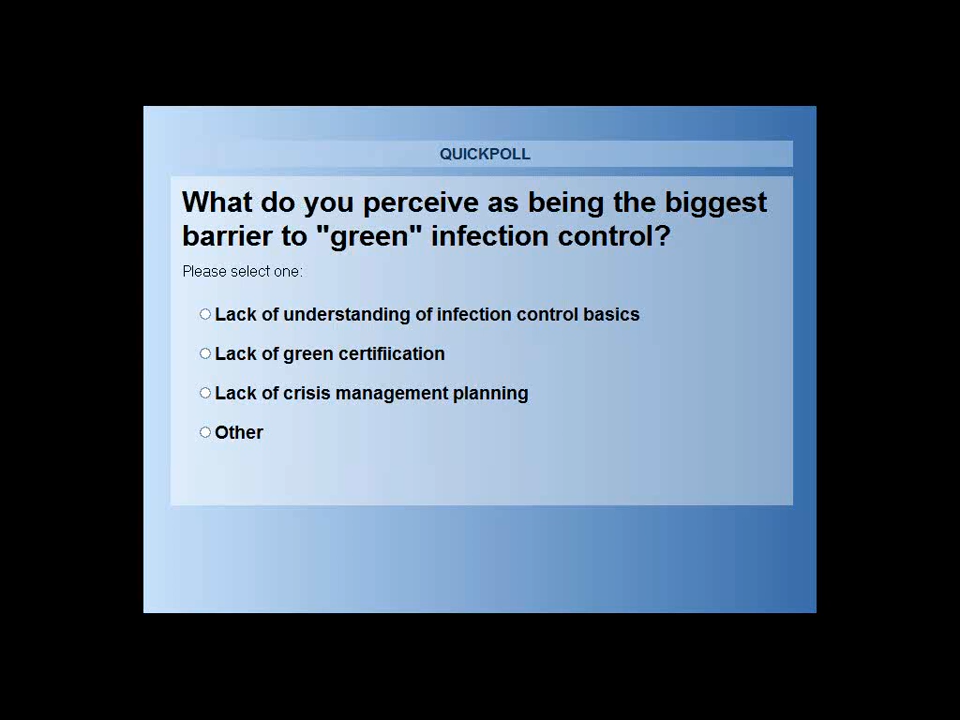 QUICKPOLL
What do you perceive as being the biggest
barrier to "green" infection control?
Please select one:
Lack of understanding of infection control basics
Lack of green certifiication
Lack of crisis management planning
Other